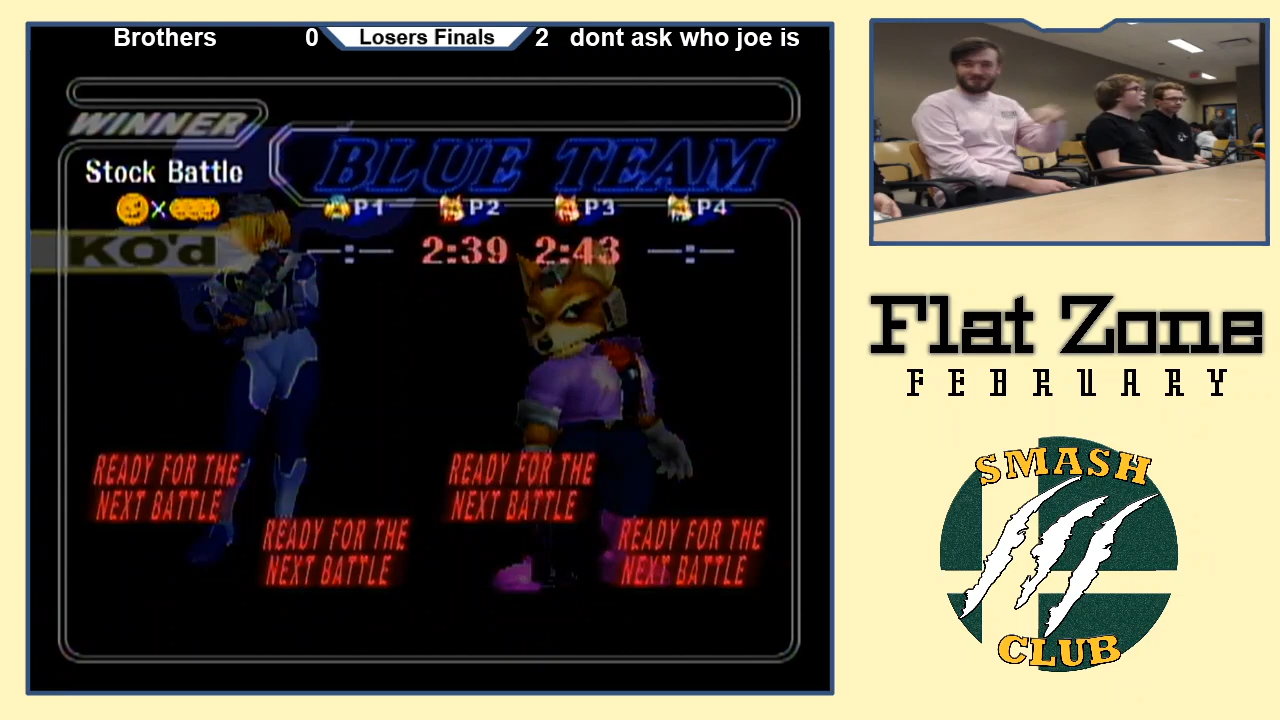 Brothers 0 Losers Finals 2 dont ask who joe is
WINNER
BLUE TEAM
Stock Battle
P1 P2 P3 P4
KO'd
-:- 2:39 2:43 -:-
READY FOR THE
NEXT BATTLE
READY FOR THE
NEXT BATTLE
READY FOR THE
NEXT BATTLE
READY FOR THE
NEXT BATTLE
Flat Zone
FEBRUARY
SMASH
CLUB